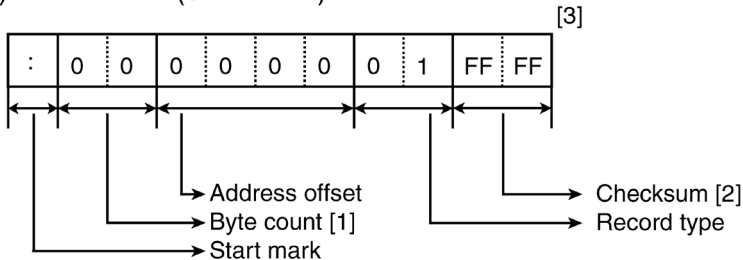 [3]
: 0 0 0 0 0 0 0 1 FF FF
Address offset
Byte count [1]
Start mark
Checksum [2]
Record type